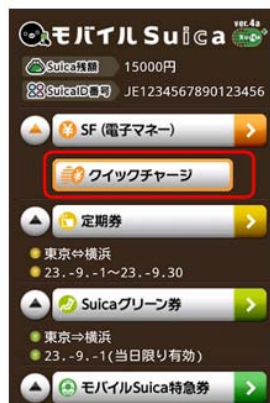 モバイルSuica
ver.4a
Suica残額 15000円
SuicaID番号 JE1234567890123456
SF (電子マネー)
クイックチャージ
定期券
東京⇔横浜
23.-9.-1～23.-9.30
Suicaグリーン券
東京⇒横浜
23.-9.-1(当日限り有効)
モバイルSuica特急券